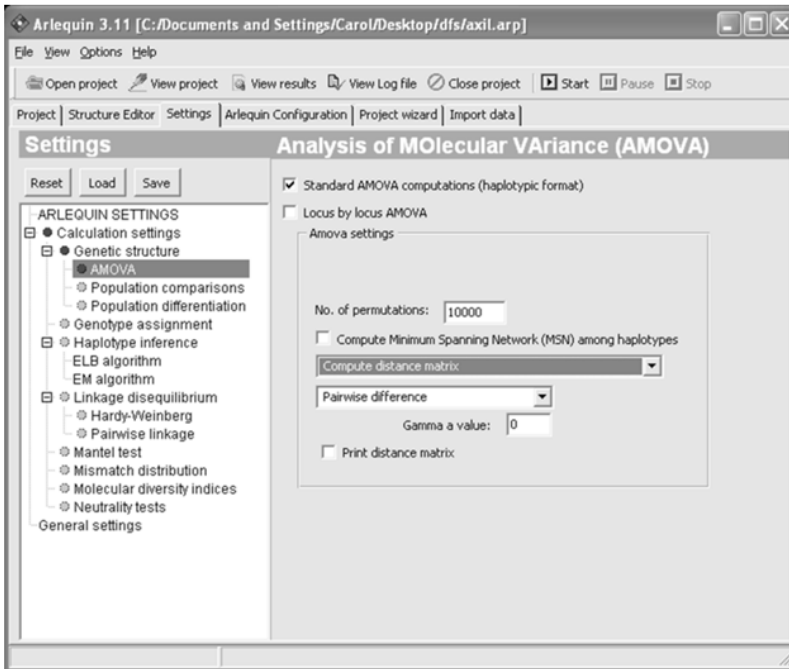 Arlequin 3.11 [C:/Documents and Settings/Carol/Desktop/dfs/axil.arp]
File View Options Help
Open project View project View results View Log file Close project Start Pause Stop
Project Structure Editor Settings Arlequin Configuration Project wizard Import data
Settings
Analysis of MOlecular VAriance (AMOVA)
Reset Load Save
ARLEQUIN SETTINGS
Calculation settings
Genetic structure
AMOVA
Population comparisons
Population differentiation
Genotype assignment
Haplotype inference
ELB algorithm
EM algorithm
Linkage disequilibrium
Hardy-Weinberg
Pairwise linkage
Mantel test
Mismatch distribution
Molecular diversity indices
Neutrality tests
General settings
Standard AMOVA computations (haplotypic format)
Locus by locus AMOVA
Amova settings
No. of permutations: 10000
Compute Minimum Spanning Network (MSN) among haplotypes
Compute distance matrix
Pairwise difference
Gamma a value: 0
Print distance matrix